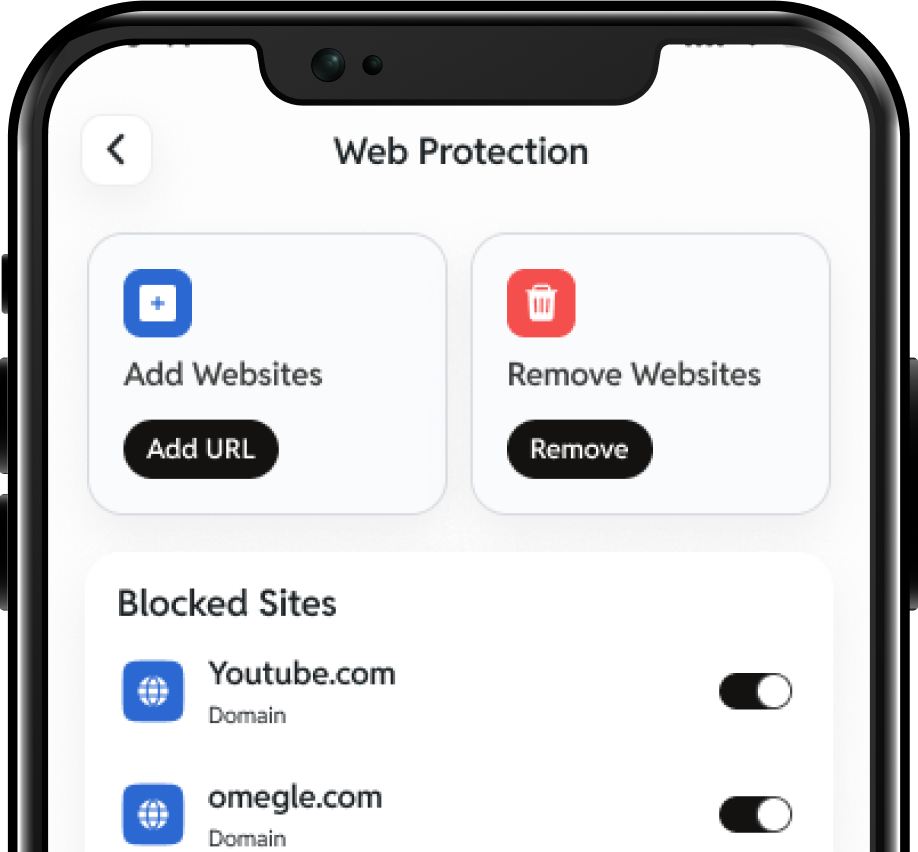 Web Protection
Add Websites
Remove Websites
Add URL
Remove
Blocked Sites
Youtube.com
Domain
omegle.com
Domain